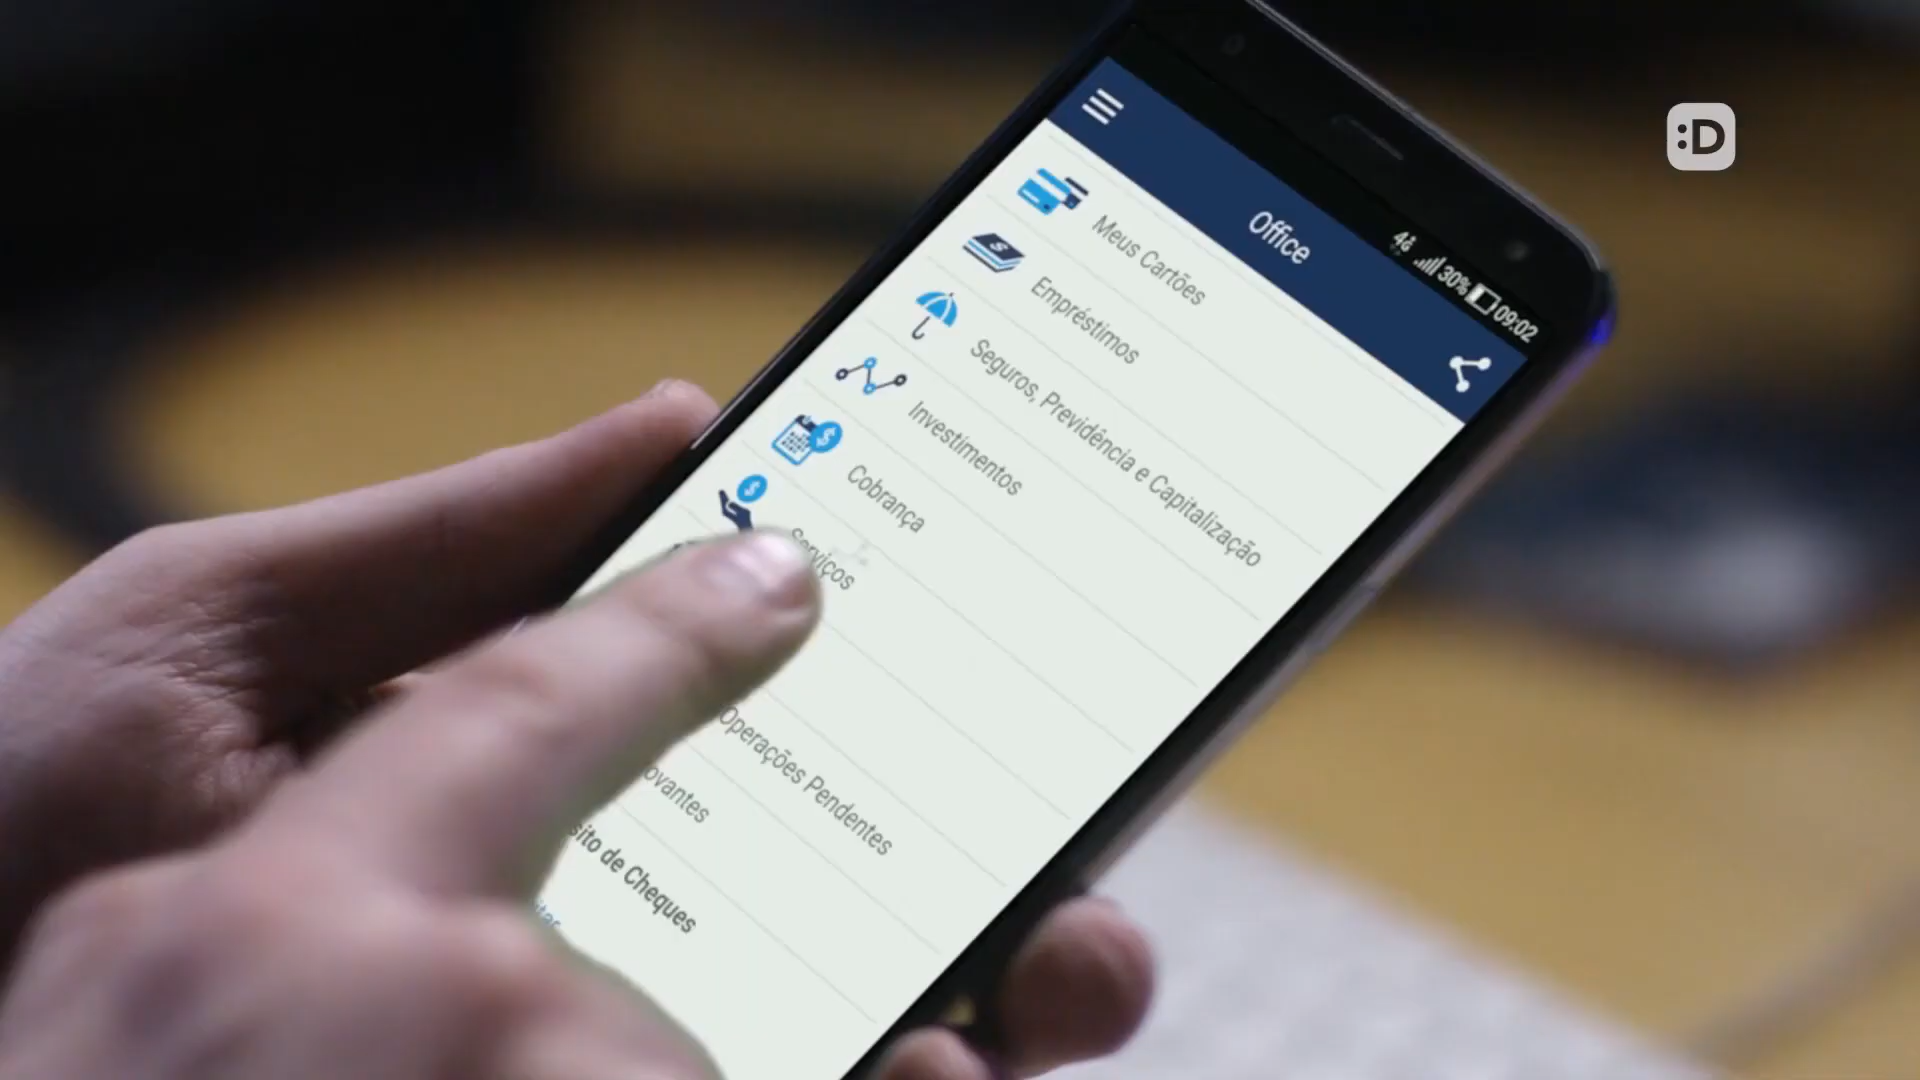 :D
4G 30% 09:02
Office
Meus Cartões
Empréstimos
Seguros, Previdência e Capitalização
Investimentos
Cobrança
Serviços
Operações Pendentes
ovantes
sito de Cheques